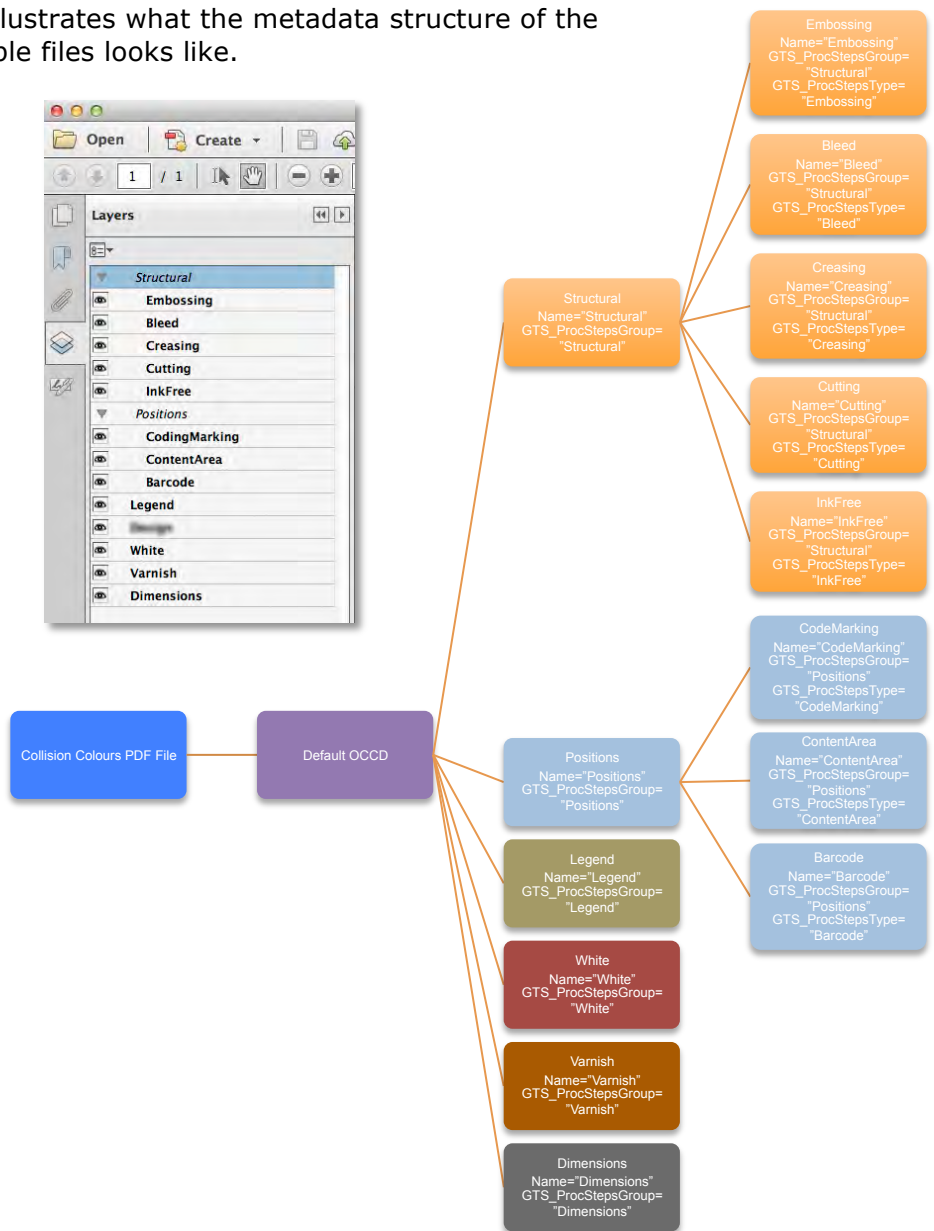 llustrates what the metadata structure of the
ole files looks like.
Open
Create
1 / 1
Layers
Structural
Embossing
Bleed
Creasing
Cutting
InkFree
Positions
CodingMarking
ContentArea
Barcode
Legend
White
Varnish
Dimensions
Collision Colours PDF File
Default OCCD
Structural
Name="Structural"
GTS_ProcStepsGroup=
"Structural"
Embossing
Name="Embossing"
GTS_ProcStepsGroup=
"Structural"
GTS_ProcStepsType=
"Embossing"
Bleed
Name="Bleed"
GTS_ProcStepsGroup=
"Structural"
GTS_ProcStepsType=
"Bleed"
Creasing
Name="Creasing"
GTS_ProcStepsGroup=
"Structural"
GTS_ProcStepsType=
"Creasing"
Cutting
Name="Cutting"
GTS_ProcStepsGroup=
"Structural"
GTS_ProcStepsType=
"Cutting"
InkFree
Name="InkFree"
GTS_ProcStepsGroup=
"Structural"
GTS_ProcStepsType=
"InkFree"
Positions
Name="Positions"
GTS_ProcStepsGroup=
"Positions"
CodeMarking
Name="CodeMarking"
GTS_ProcStepsGroup=
"Positions"
GTS_ProcStepsType=
"CodeMarking"
ContentArea
Name="ContentArea"
GTS_ProcStepsGroup=
"Positions"
GTS_ProcStepsType=
"ContentArea"
Barcode
Name="Barcode"
GTS_ProcStepsGroup=
"Positions"
GTS_ProcStepsType=
"Barcode"
Legend
Name="Legend"
GTS_ProcStepsGroup=
"Legend"
White
Name="White"
GTS_ProcStepsGroup=
"White"
Varnish
Name="Varnish"
GTS_ProcStepsGroup=
"Varnish"
Dimensions
Name="Dimensions"
GTS_ProcStepsGroup=
"Dimensions"